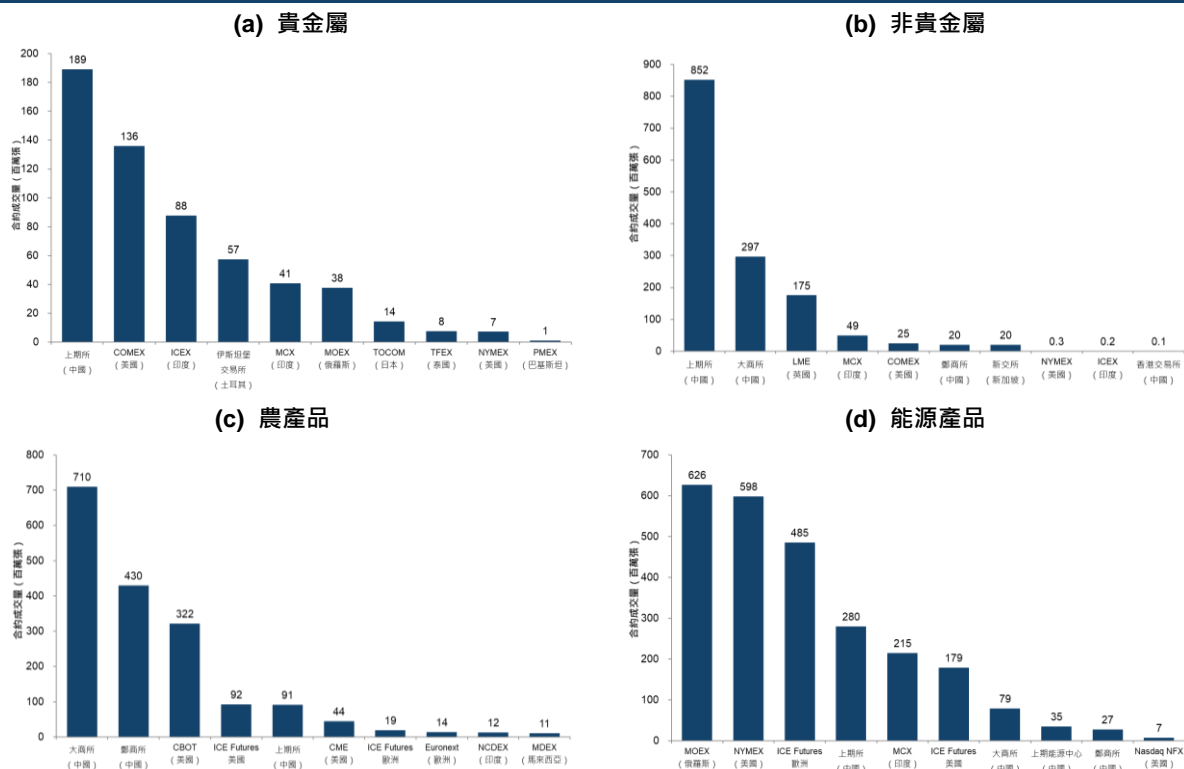 (a) 貴金屬
合約成交量（百萬張）
200
180
160
140
120
100
80
60
40
20
0
189
136
88
57
41
38
14
8
7
1
上期所
（中國）
COMEX
（美國）
ICEX
（印度）
伊斯坦堡
交易所
（土耳其）
MCX
（印度）
MOEX
（俄羅斯）
TOCOM
（日本）
TFEX
（泰國）
NYMEX
（美國）
PMEX
（巴基斯坦）
(b) 非貴金屬
合約成交量（百萬張）
900
800
700
600
500
400
300
200
100
0
852
297
175
49
25
20
20
0.3
0.2
0.1
上期所
（中國）
大商所
（中國）
LME
（英國）
MCX
（印度）
COMEX
（美國）
鄭商所
（中國）
新交所
（新加坡）
NYMEX
（美國）
ICEX
（印度）
香港交易所
（中國）
(c) 農產品
合約成交量（百萬張）
800
700
600
500
400
300
200
100
0
710
430
322
92
91
44
19
14
12
11
大商所
（中國）
鄭商所
（中國）
CBOT
（美國）
ICE Futures
美國
上期所
（中國）
CME
（美國）
ICE Futures
歐洲
Euronext
（歐洲）
NCDEX
（印度）
MDEX
（馬來西亞）
(d) 能源產品
合約成交量（百萬張）
700
600
500
400
300
200
100
0
626
598
485
280
215
179
79
35
27
7
MOEX
（俄羅斯）
NYMEX
（美國）
ICE Futures
歐洲
上期所
（中國）
MCX
（印度）
ICE Futures
美國
大商所
（中國）
上期能源中心
（中國）
鄭商所
（中國）
Nasdaq NFX
（美國）